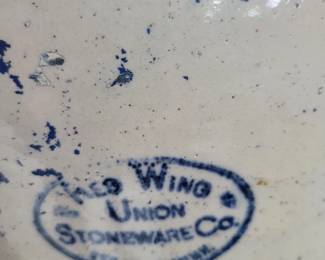 RED WING
UNION
STONEWARE CO.